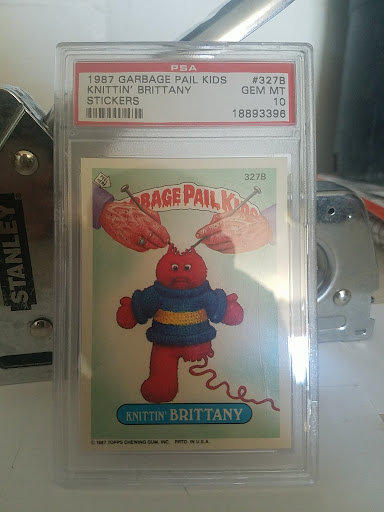 PSA
1987 GARBAGE PAIL KIDS #327B
KNITTIN' BRITTANY GEM MT
STICKERS 10
18893396
STANLEY
327B
BAGE PAIL KIDS
KNITTIN' BRITTANY
© 1987 TOPPS CHEWING GUM, INC. PRTD. IN U.S.A.